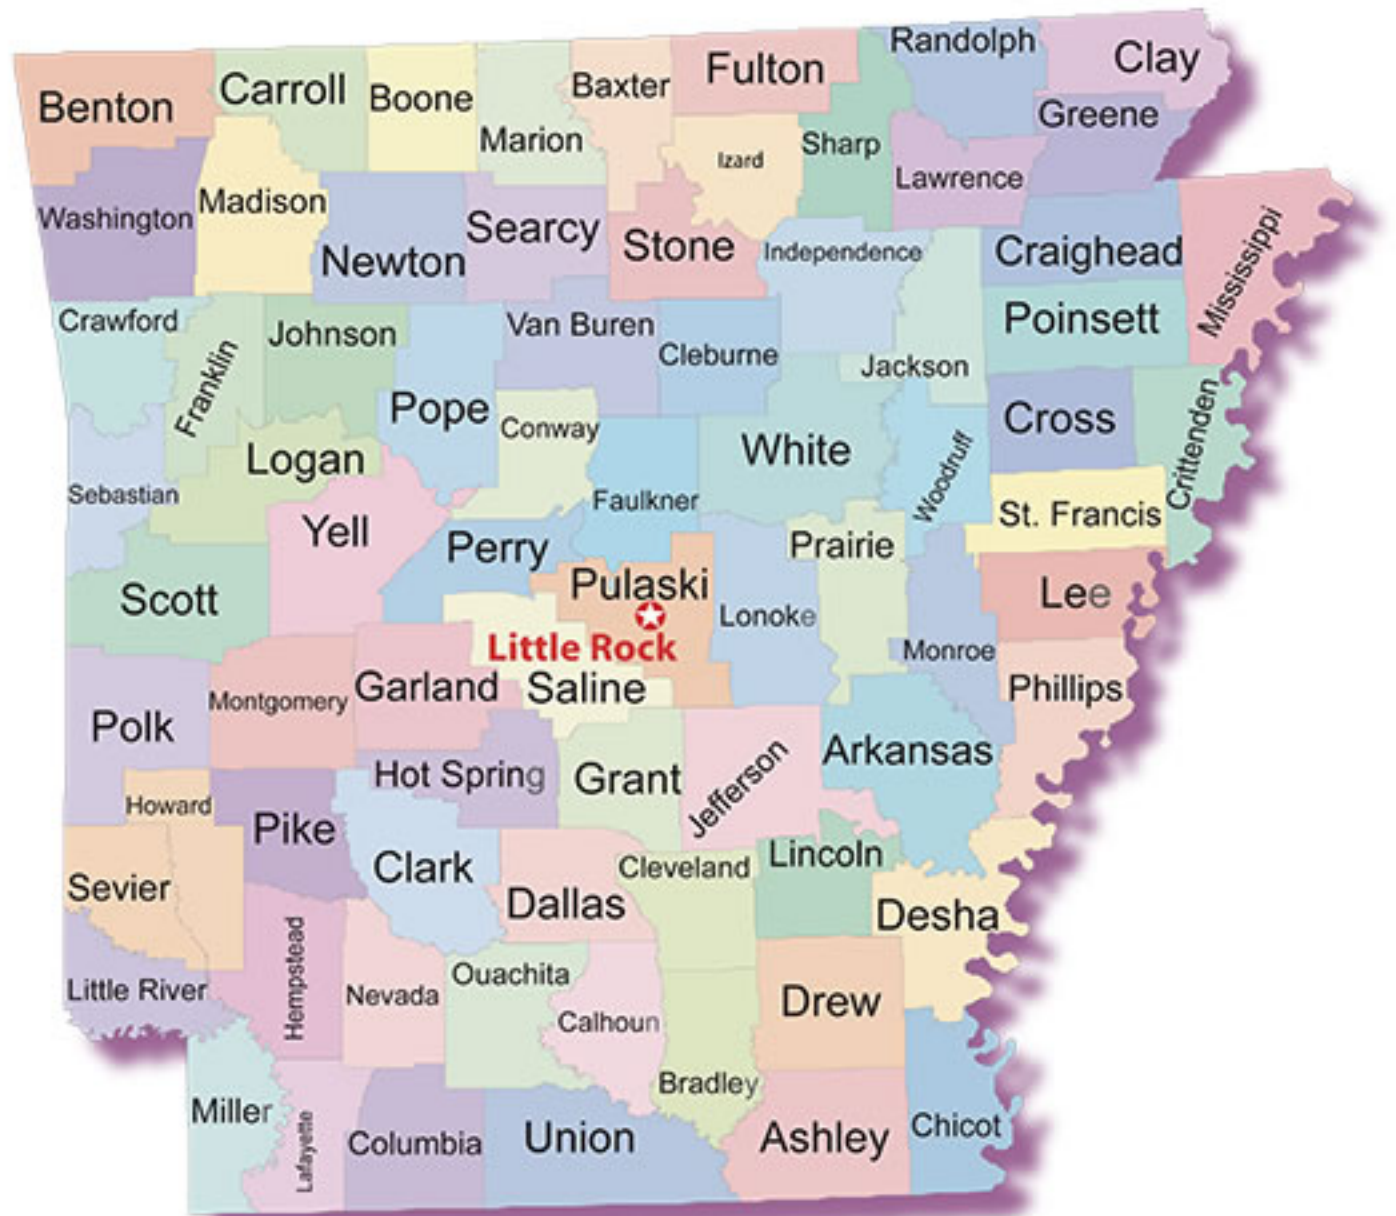 Benton
Carroll
Boone
Marion
Baxter
Fulton
Randolph
Clay
Greene
Sharp
Izard
Lawrence
Washington
Madison
Newton
Searcy
Stone
Independence
Craighead
Mississippi
Crawford
Franklin
Johnson
Pope
Van Buren
Cleburne
Jackson
Poinsett
Logan
Conway
White
Woodruff
Cross
Crittenden
Sebastian
Yell
Perry
Faulkner
Prairie
St. Francis
Scott
Pulaski
Little Rock
Lonoke
Monroe
Lee
Polk
Montgomery
Garland
Saline
Phillips
Hot Spring
Grant
Jefferson
Arkansas
Howard
Pike
Clark
Dallas
Cleveland
Lincoln
Desha
Sevier
Little River
Hempstead
Nevada
Ouachita
Calhoun
Drew
Miller
Lafayette
Columbia
Union
Bradley
Ashley
Chicot